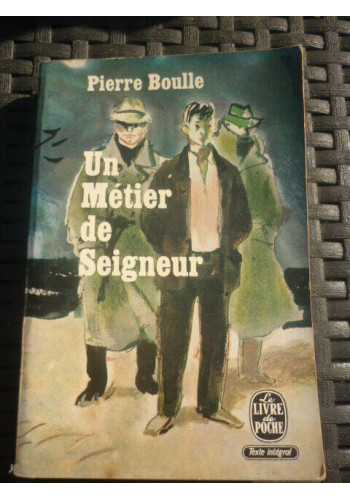 Pierre Boulle
Un
Métier
de
Seigneur
Le
LIVRE
de
POCHE
Texte intégral